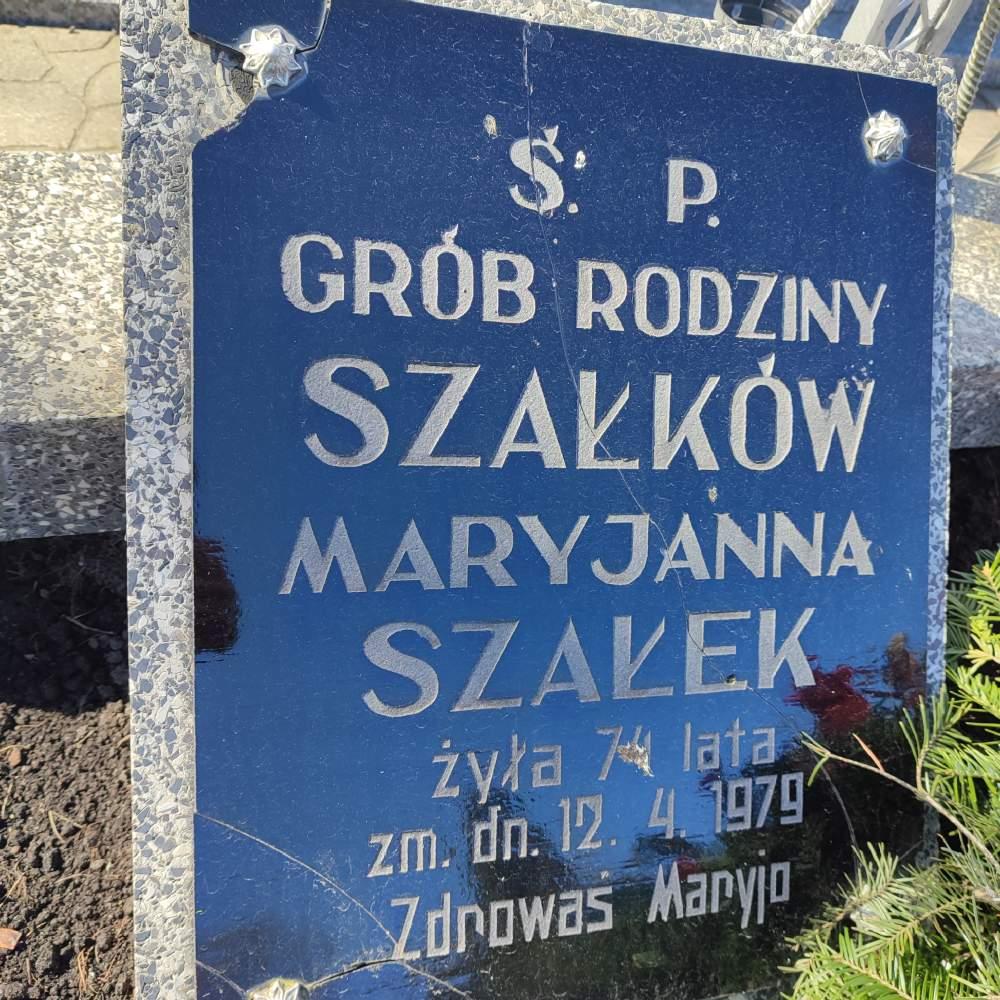 Ś. P.
GRÓB RODZINY
SZAŁKÓW
MARYJANNA
SZAŁEK
żyła 74 lata
zm. dn. 12. 4. 1979
Zdrowaś Maryjo